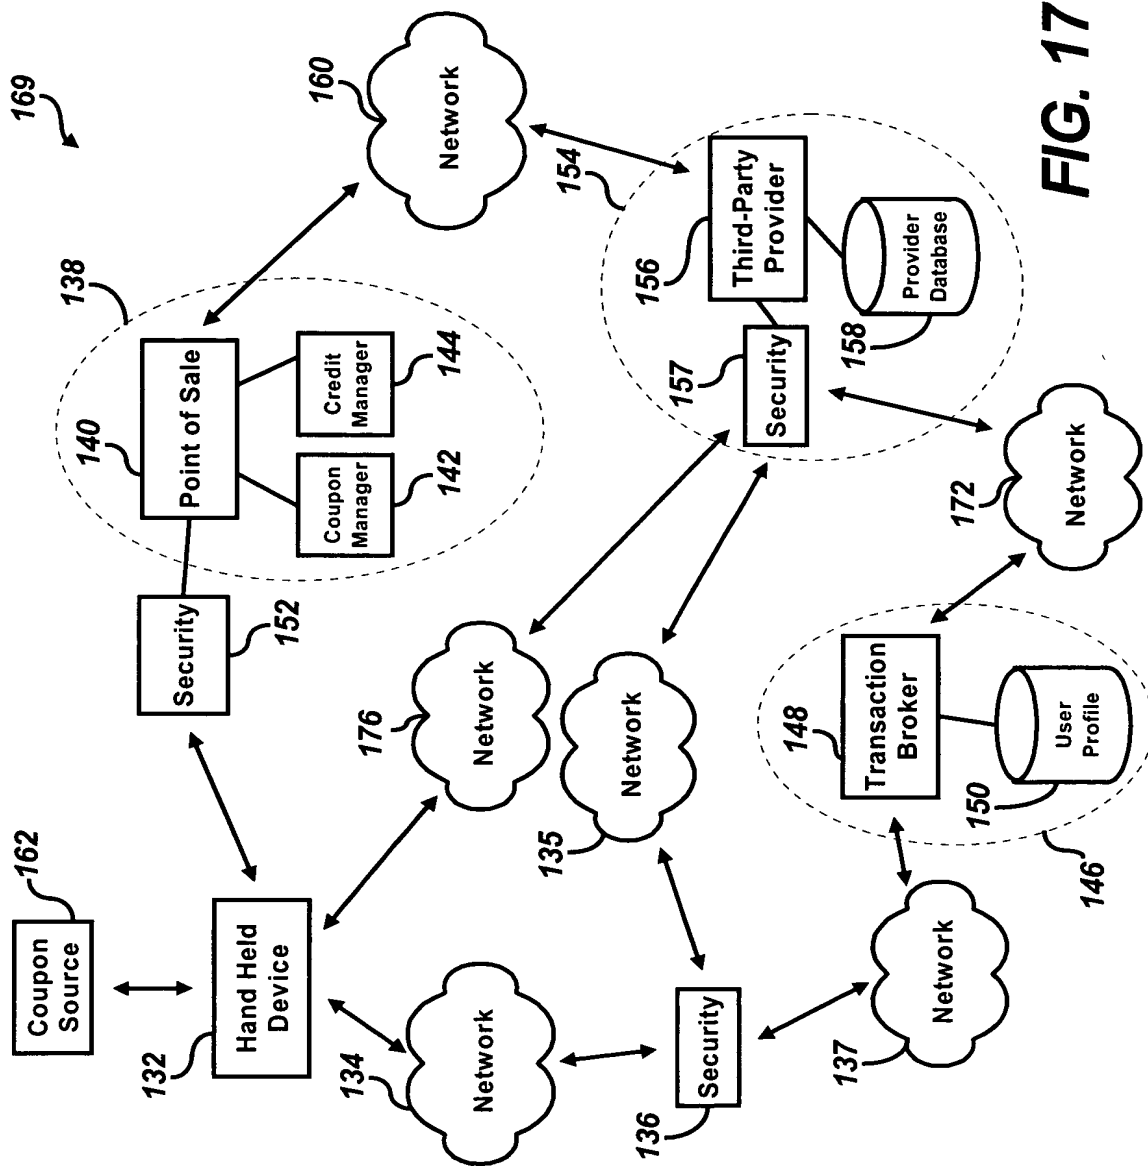 169
162
Coupon
Source
138
140
132
Hand Held
Device
Security
152
Point of Sale
160
Coupon
Manager
142
Credit
Manager
144
Network
134
Network
176
Network
154
136
Security
135
Network
157
Security
156
Third-Party
Provider
148
Transaction
Broker
158
Provider
Database
137
Network
150
User
Profile
172
Network
146
FIG. 17